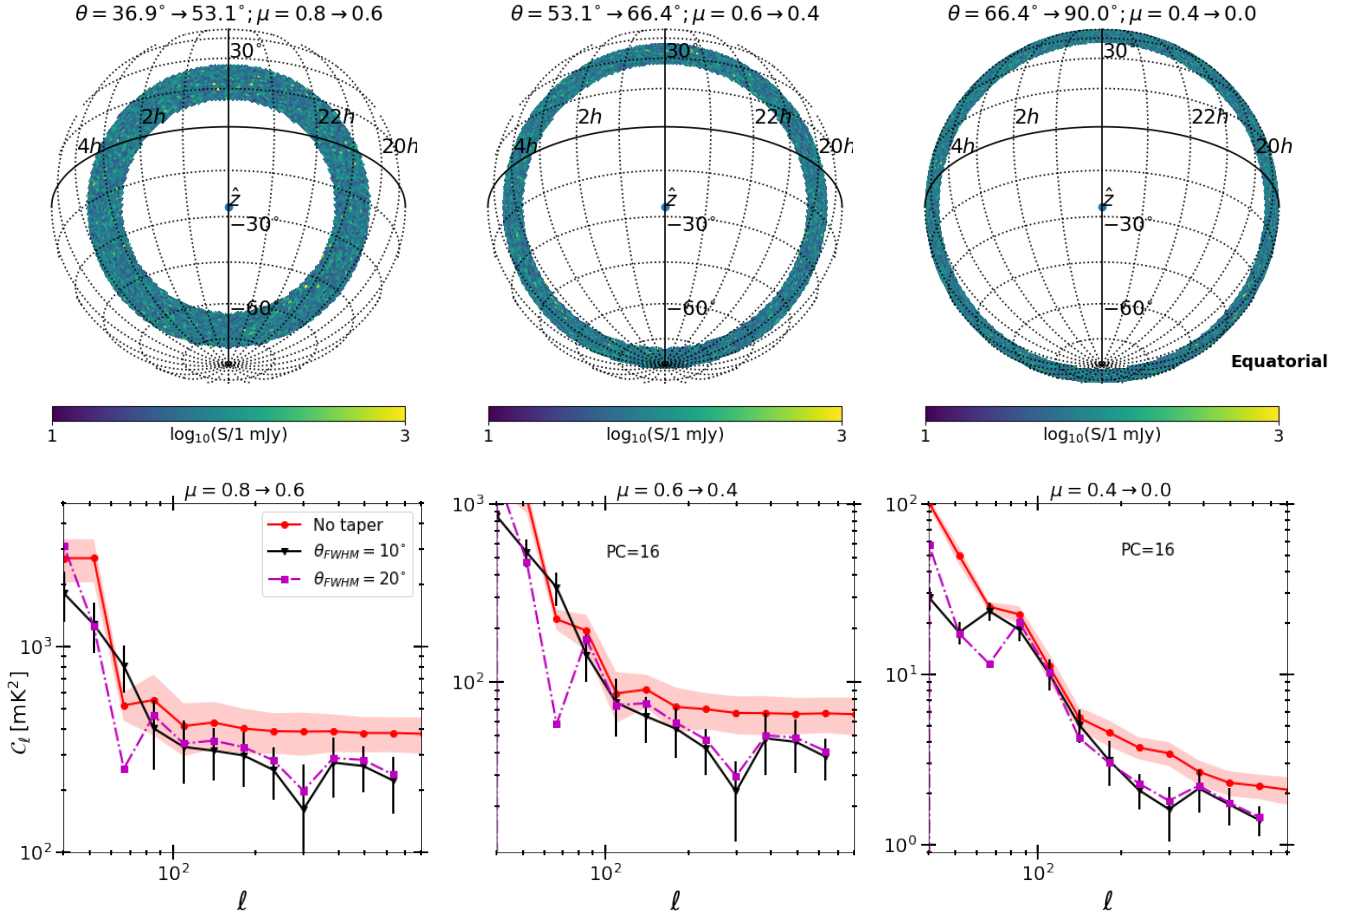 θ = 36.9° → 53.1°; μ = 0.8 → 0.6
θ = 53.1° → 66.4°; μ = 0.6 → 0.4
θ = 66.4° → 90.0°; μ = 0.4 → 0.0
30°
2h
22h
4h
20h
ẑ
−30°
−60°
30°
2h
22h
4h
20h
ẑ
−30°
−60°
30°
2h
22h
4h
20h
ẑ
−30°
−60°
Equatorial
1 3
log₁₀(S/1 mJy)
1 3
log₁₀(S/1 mJy)
1 3
log₁₀(S/1 mJy)
μ = 0.8 → 0.6
No taper
θ_FWHM = 10°
θ_FWHM = 20°
10³
10²
C_ℓ [mK²]
10²
ℓ
μ = 0.6 → 0.4
PC=16
10³
10²
10²
ℓ
μ = 0.4 → 0.0
PC=16
10²
10¹
10⁰
10²
ℓ